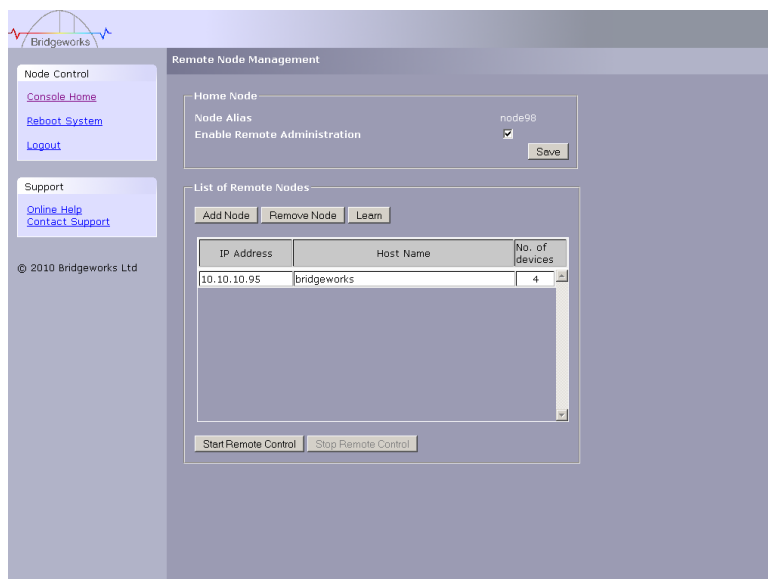 Bridgeworks
Remote Node Management
Node Control
Console Home
Reboot System
Logout
Support
Online Help
Contact Support
© 2010 Bridgeworks Ltd
Home Node
Node Alias node98
Enable Remote Administration
Save
List of Remote Nodes
Add Node Remove Node Learn
IP Address Host Name No. of devices
10.10.10.95 bridgeworks 4
Start Remote Control Stop Remote Control